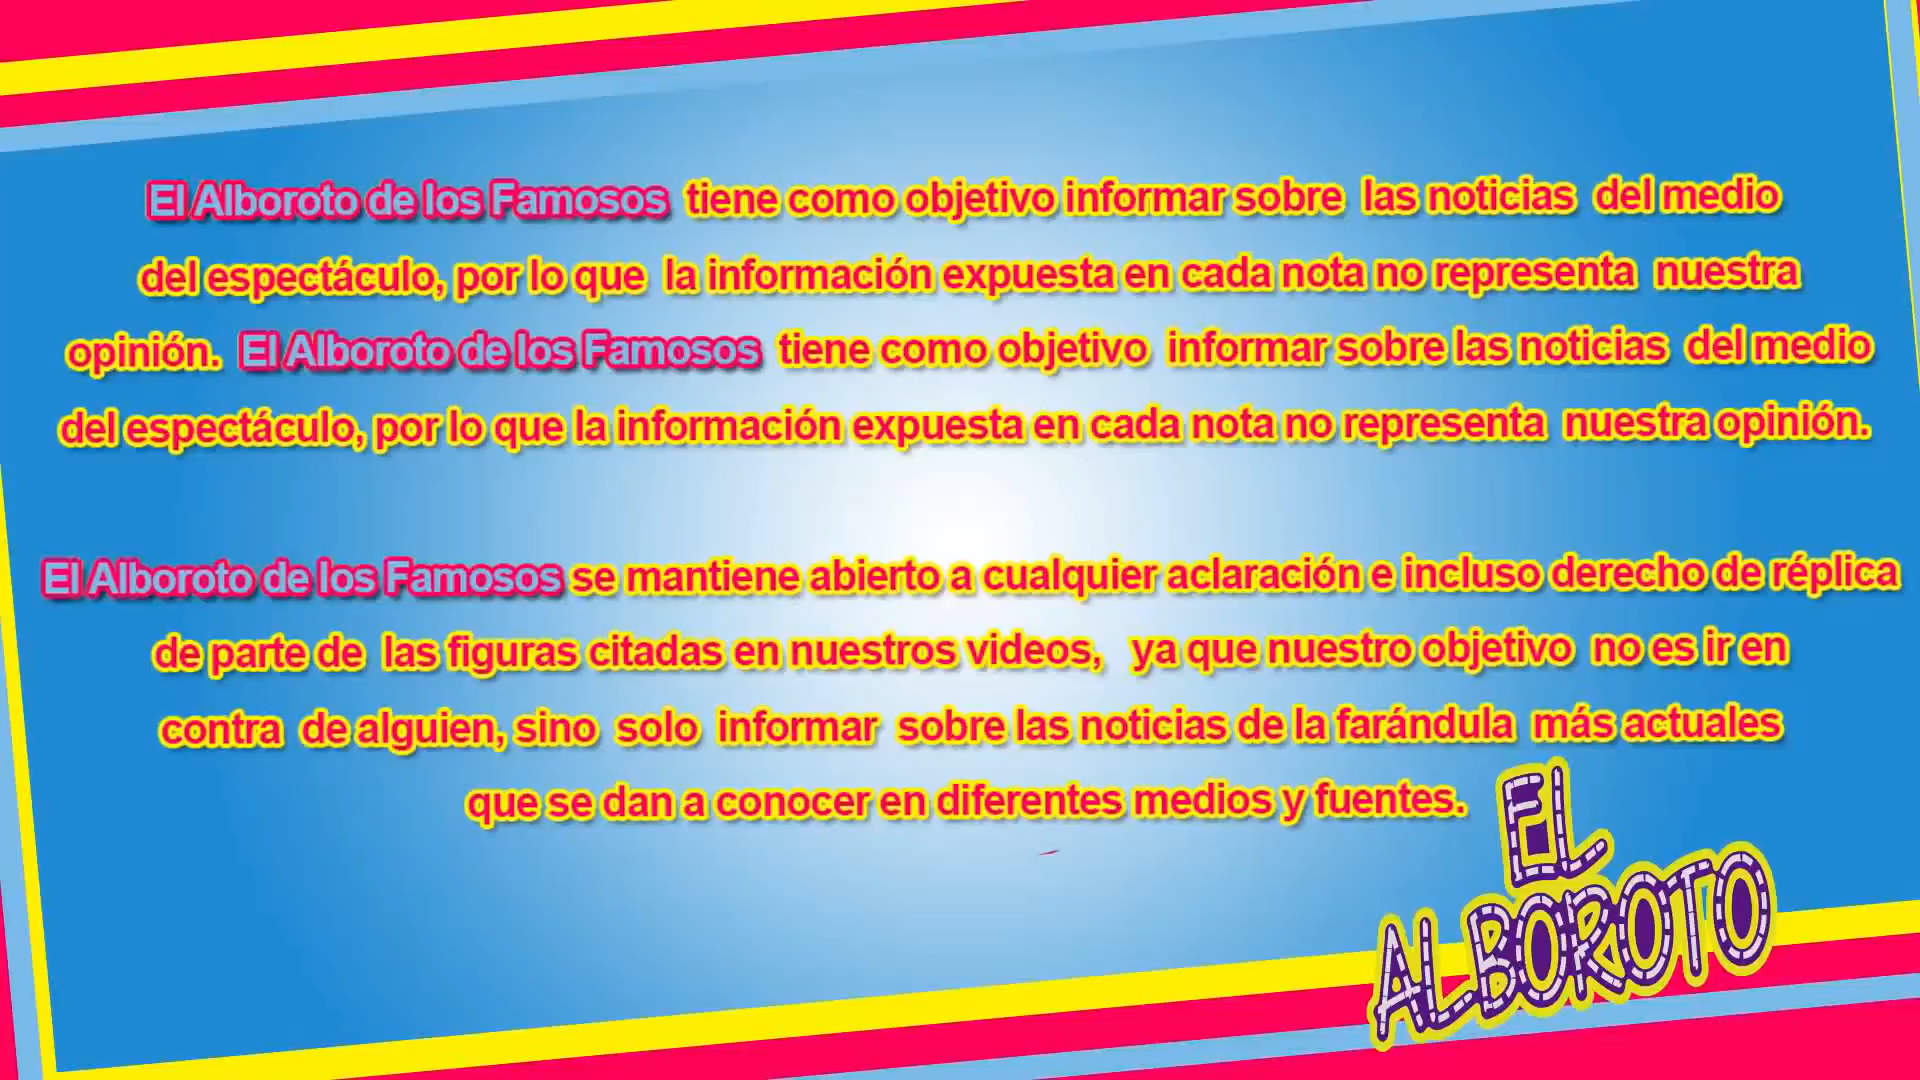 El Alboroto de los Famosos tiene como objetivo informar sobre las noticias del medio
del espectáculo, por lo que la información expuesta en cada nota no representa nuestra
opinión. El Alboroto de los Famosos tiene como objetivo informar sobre las noticias del medio
del espectáculo, por lo que la información expuesta en cada nota no representa nuestra opinión.
El Alboroto de los Famosos se mantiene abierto a cualquier aclaración e incluso derecho de réplica
de parte de las figuras citadas en nuestros videos, ya que nuestro objetivo no es ir en
contra de alguien, sino solo informar sobre las noticias de la farándula más actuales
que se dan a conocer en diferentes medios y fuentes.
EL
ALBOROTO